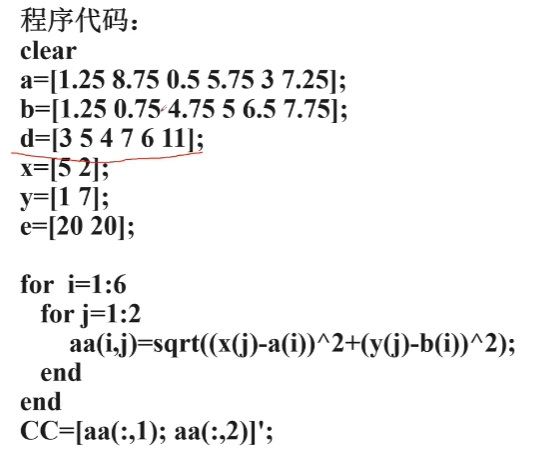 程序代码：
clear
a=[1.25 8.75 0.5 5.75 3 7.25];
b=[1.25 0.75 4.75 5 6.5 7.75];
d=[3 5 4 7 6 11];
x=[5 2];
y=[1 7];
e=[20 20];
for i=1:6
for j=1:2
aa(i,j)=sqrt((x(j)-a(i))^2+(y(j)-b(i))^2);
end
end
CC=[aa(:,1); aa(:,2)]';